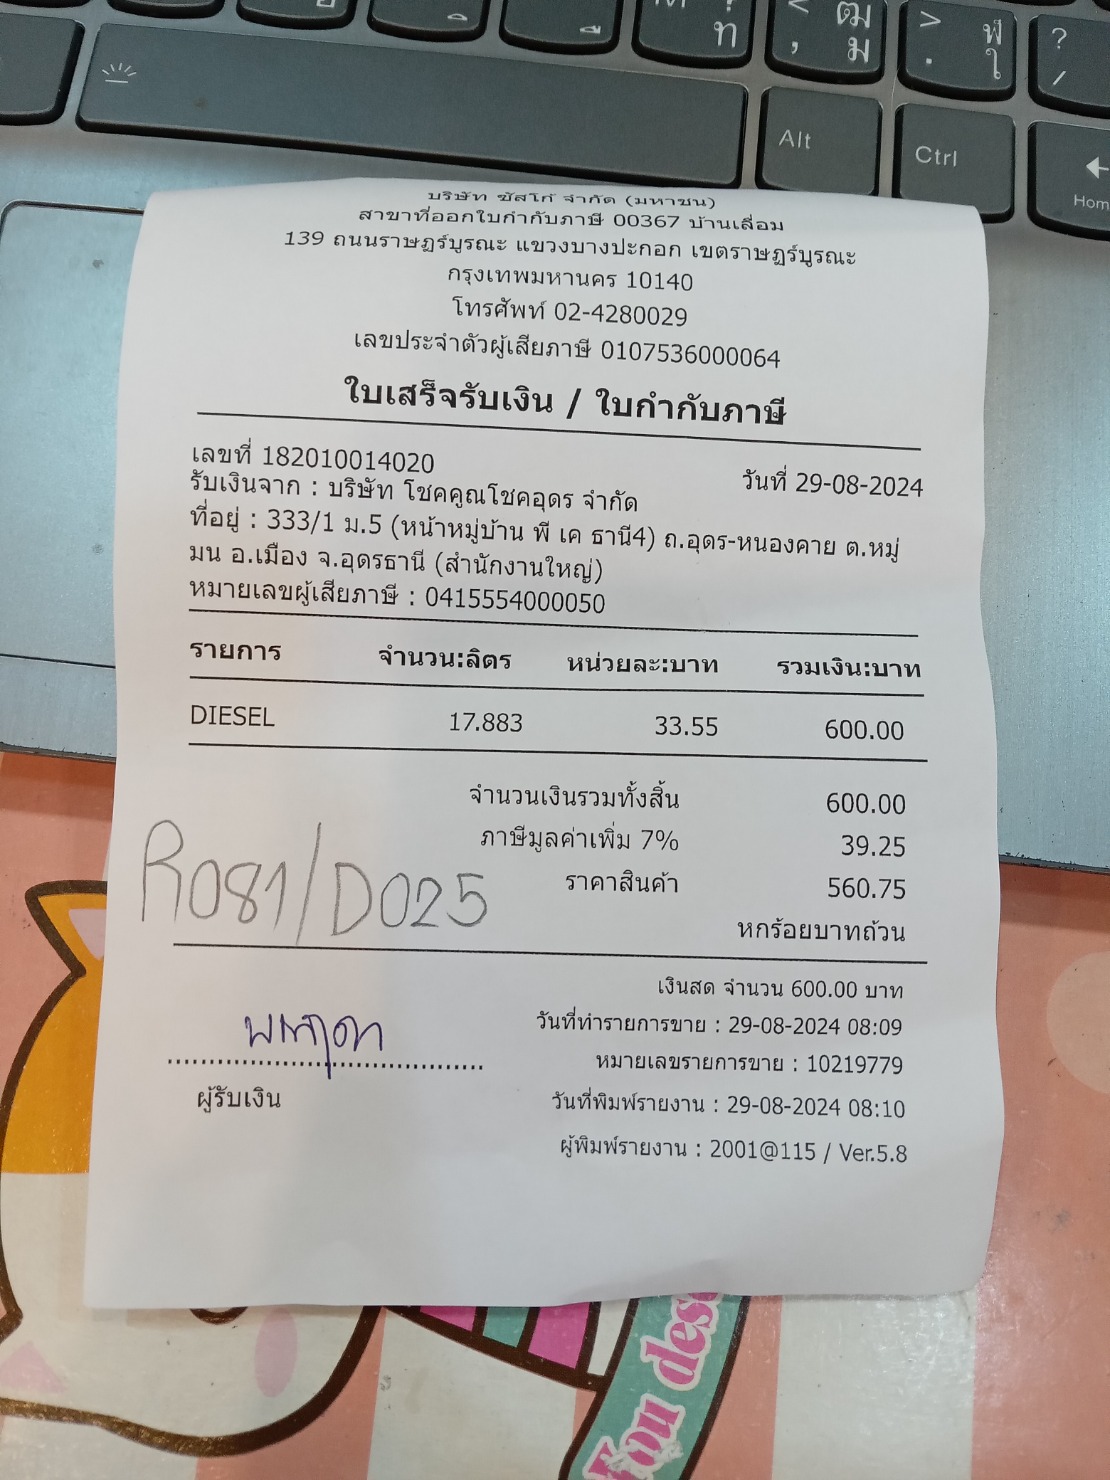 Alt
Ctrl
Home
บริษัท ซัสโก้ จำกัด (มหาชน)
สาขาที่ออกใบกำกับภาษี 00367 บ้านเลื่อม
139 ถนนราษฎร์บูรณะ แขวงบางปะกอก เขตราษฎร์บูรณะ
กรุงเทพมหานคร 10140
โทรศัพท์ 02-4280029
เลขประจำตัวผู้เสียภาษี 0107536000064
ใบเสร็จรับเงิน / ใบกำกับภาษี
เลขที่ 182010014020 วันที่ 29-08-2024
รับเงินจาก : บริษัท โชคคูณโชคอุดร จำกัด
ที่อยู่ : 333/1 ม.5 (หน้าหมู่บ้าน พี เค ธานี4) ถ.อุดร-หนองคาย ต.หมู่
มน อ.เมือง จ.อุดรธานี (สำนักงานใหญ่)
หมายเลขผู้เสียภาษี : 0415554000050
รายการ จำนวน:ลิตร หน่วยละ:บาท รวมเงิน:บาท
DIESEL 17.883 33.55 600.00
จำนวนเงินรวมทั้งสิ้น 600.00
ภาษีมูลค่าเพิ่ม 7% 39.25
ราคาสินค้า 560.75
R081/D025
หกร้อยบาทถ้วน
เงินสด จำนวน 600.00 บาท
วันที่ทำรายการขาย : 29-08-2024 08:09
หมายเลขรายการขาย : 10219779
ผู้รับเงิน
วันที่พิมพ์รายงาน : 29-08-2024 08:10
ผู้พิมพ์รายงาน : 2001@115 / Ver.5.8
You